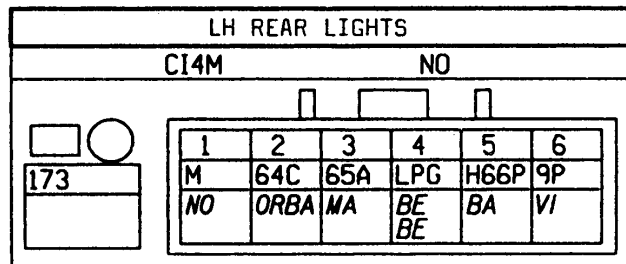 LH REAR LIGHTS
CI4M NO
1 2 3 4 5 6
173 M 64C 65A LPG H66P 9P
NO ORBA MA BE BA VI
BE